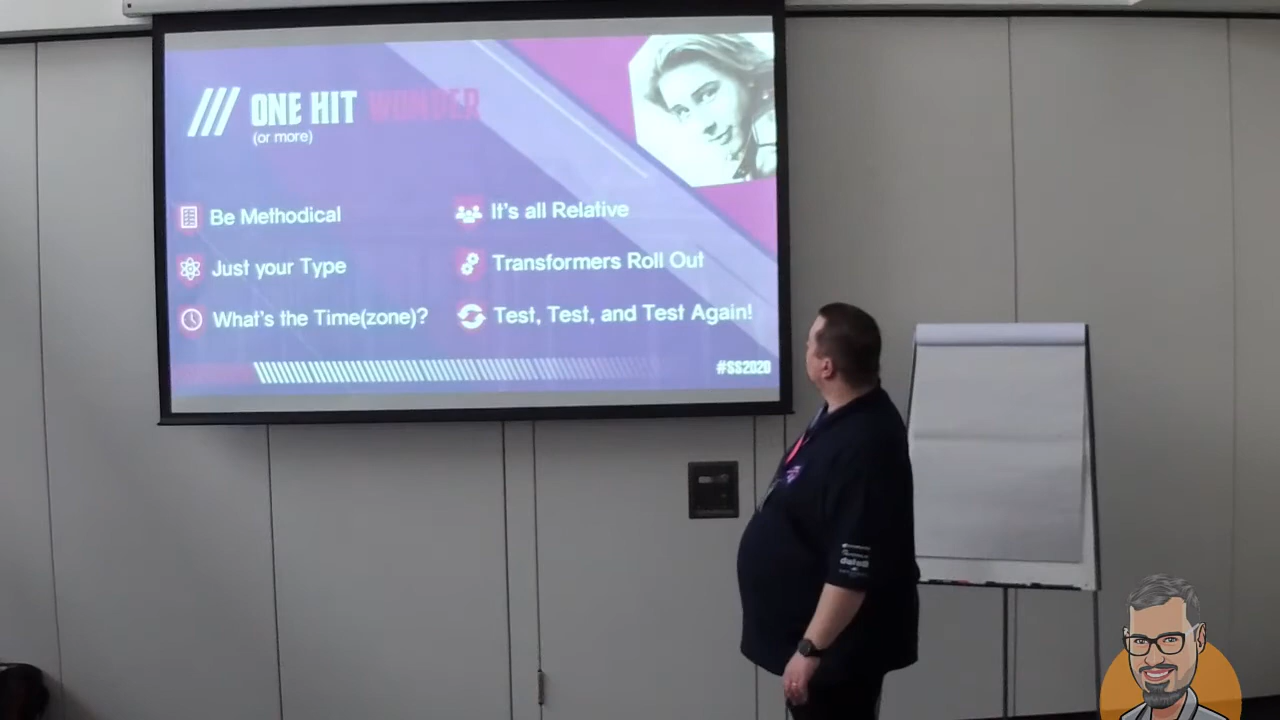 ONE HIT WONDER
(or more)
Be Methodical
Just your Type
What's the Time(zone)?
It's all Relative
Transformers Roll Out
Test, Test, and Test Again!
#SS2020